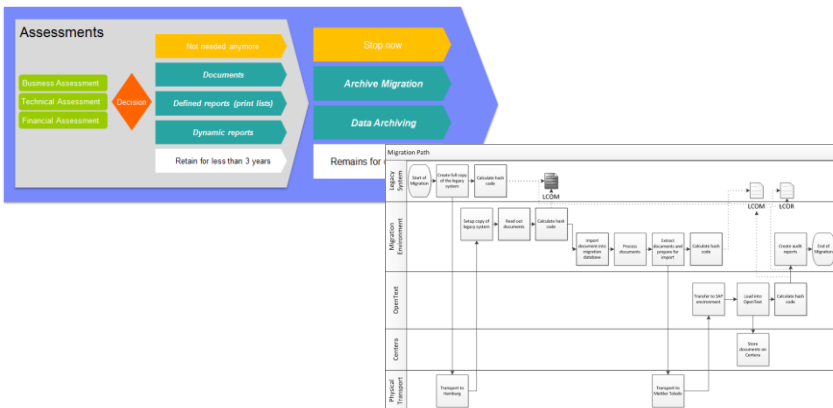 Assessments
Business Assessment
Technical Assessment
Financial Assessment
Decision
Not needed anymore
Documents
Defined reports (print lists)
Dynamic reports
Retain for less than 3 years
Stop now
Archive Migration
Data Archiving
Remains for
Migration Path
Legacy
System
Start of
Migration
Create full copy
of the legacy
system
Calculate hash
code
LCOM
LCOM
LCOR
Migration
Environment
Setup copy of
legacy system
Read out
documents
Calculate hash
code
Import
document into
migration
database
Process
documents
Extract
documents and
prepare for
import
Calculate hash
code
Create audit
reports
End of
Migration
OpenText
Transfer to SAP
environment
Load into
OpenText
Calculate hash
code
Centera
Store
documents on
Centera
Physical
Transport
Transport to
Hamburg
Transport to
Mettler Toledo